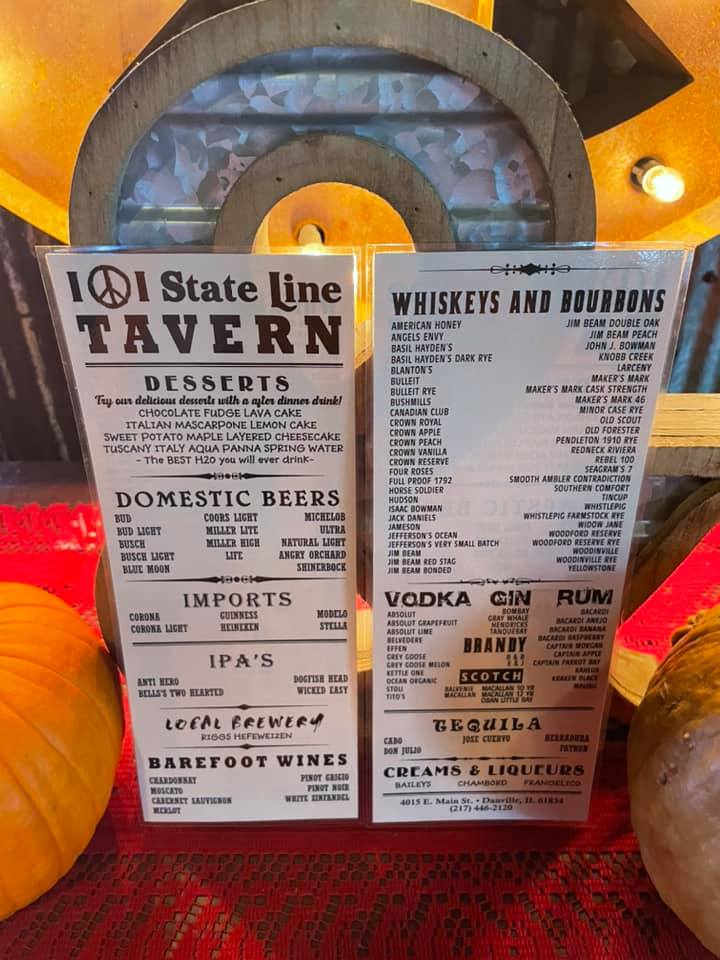 101 State Line
TAVERN
DESSERTS
Try our delicious desserts with a after dinner drink!
CHOCOLATE FUDGE LAVA CAKE
ITALIAN MASCARPONE LEMON CAKE
SWEET POTATO MAPLE LAYERED CHEESECAKE
TUSCANY ITALY AQUA PANNA SPRING WATER
~ The BEST H20 you will ever drink~
DOMESTIC BEERS
BUD COORS LIGHT MICHELOB
BUD LIGHT MILLER LITE ULTRA
BUSCH MILLER HIGH NATURAL LIGHT
BUSCH LIGHT LIFE ANGRY ORCHARD
BLUE MOON SHINERBOCK
IMPORTS
CORONA GUINNESS MODELO
CORONA LIGHT HEINEKEN STELLA
IPA'S
ANTI HERO DOGFISH HEAD
BELLS'S TWO HEARTED WICKED EASY
LOCAL BREWERY
RIGGS HEFEWEIZEN
BAREFOOT WINES
CHARDONNAY PINOT GRIGIO
MOSCATO PINOT NOIR
CABERNET SAUVIGNON WHITE ZINFANDEL
MERLOT
WHISKEYS AND BOURBONS
AMERICAN HONEY JIM BEAM DOUBLE OAK
ANGELS ENVY JIM BEAM PEACH
BASIL HAYDEN'S JOHN J. BOWMAN
BASIL HAYDEN'S DARK RYE KNOBB CREEK
BLANTON'S LARCENY
BULLEIT MAKER'S MARK
BULLEIT RYE MAKER'S MARK CASK STRENGTH
BUSHMILLS MAKER'S MARK 46
CANADIAN CLUB MINOR CASE RYE
CROWN ROYAL OLD SCOUT
CROWN APPLE OLD FORESTER
CROWN PEACH PENDLETON 1910 RYE
CROWN VANILLA REDNECK RIVIERA
CROWN RESERVE REBEL 100
FOUR ROSES SEAGRAM'S 7
FULL PROOF 1792 SMOOTH AMBLER CONTRADICTION
HORSE SOLDIER SOUTHERN COMFORT
HUDSON TINCUP
ISAAC BOWMAN WHISTLEPIG
JACK DANIELS WHISTLEPIG FARMSTOCK RYE
JAMESON WIDOW JANE
JEFFERSON'S OCEAN WOODFORD RESERVE
JEFFERSON'S VERY SMALL BATCH WOODFORD RESERVE RYE
JIM BEAM WOODINVILLE
JIM BEAM RED STAG WOODINVILLE RYE
JIM BEAM BONDED YELLOWSTONE
VODKA GIN RUM
ABSOLUT BOMBAY BACARDI
ABSOLUT GRAPEFRUIT GRAY WHALE BACARDI ANEJO
ABSOLUT LIME HENDRICKS BACARDI BANANA
BELVEDERE TANQUERAY BACARDI RASPBERRY
EFFEN BRANDY CAPTAIN MORGAN
GREY GOOSE B&B CAPTAIN APPLE
GREY GOOSE MELON E&J CAPTAIN PARROT BAY
KETTLE ONE SCOTCH KAHLUA
OCEAN ORGANIC KRAKEN BLACK
STOLI BALVENIE MACALLAN 10 YR MALIBU
TITO'S MACALLAN MACALLAN 12 YR
OBAN LITTLE BAY
TEQUILA
CABO JOSE CUERVO HERRADURA
DON JULIO PATRON
CREAMS & LIQUEURS
BAILEYS CHAMBORD FRANGELICO
4015 E. Main St. • Danville, IL 61834
(217) 446-2120